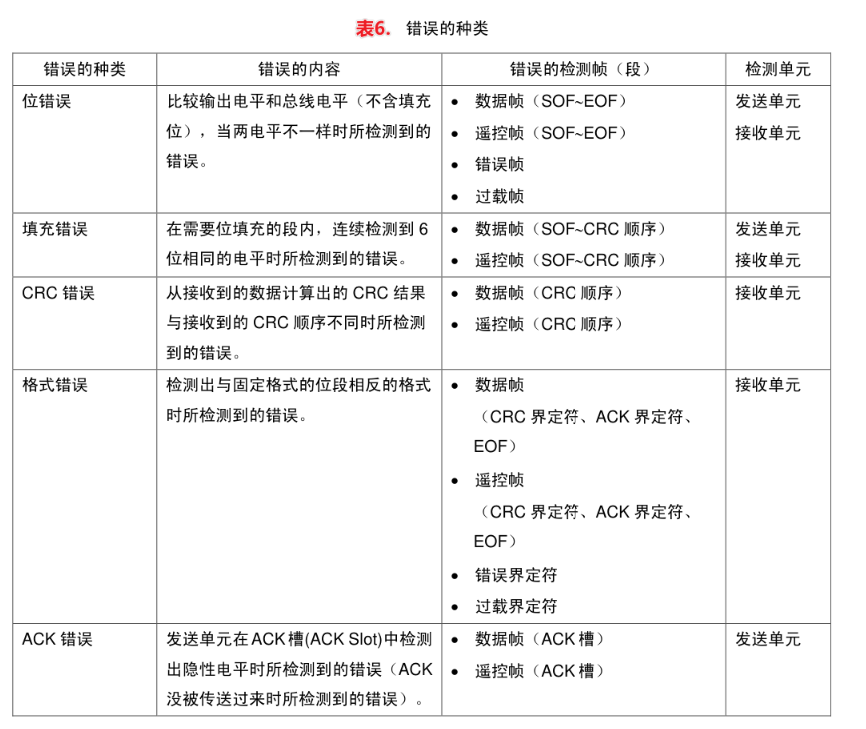 表6. 错误的种类
错误的种类 错误的内容 错误的检测帧（段） 检测单元
位错误
比较输出电平和总线电平（不含填充
位），当两电平不一样时所检测到的
错误。
• 数据帧（SOF~EOF）
• 遥控帧（SOF~EOF）
• 错误帧
• 过载帧
发送单元
接收单元
填充错误
在需要位填充的段内，连续检测到 6
位相同的电平时所检测到的错误。
• 数据帧（SOF~CRC 顺序）
• 遥控帧（SOF~CRC 顺序）
发送单元
接收单元
CRC 错误
从接收到的数据计算出的 CRC 结果
与接收到的 CRC 顺序不同时所检测
到的错误。
• 数据帧（CRC 顺序）
• 遥控帧（CRC 顺序）
接收单元
格式错误
检测出与固定格式的位段相反的格式
时所检测到的错误。
• 数据帧
（CRC 界定符、ACK 界定符、
EOF）
• 遥控帧
（CRC 界定符、ACK 界定符、
EOF）
• 错误界定符
• 过载界定符
接收单元
ACK 错误
发送单元在 ACK 槽(ACK Slot)中检测
出隐性电平时所检测到的错误（ACK
没被传送过来时所检测到的错误）。
• 数据帧（ACK 槽）
• 遥控帧（ACK 槽）
发送单元